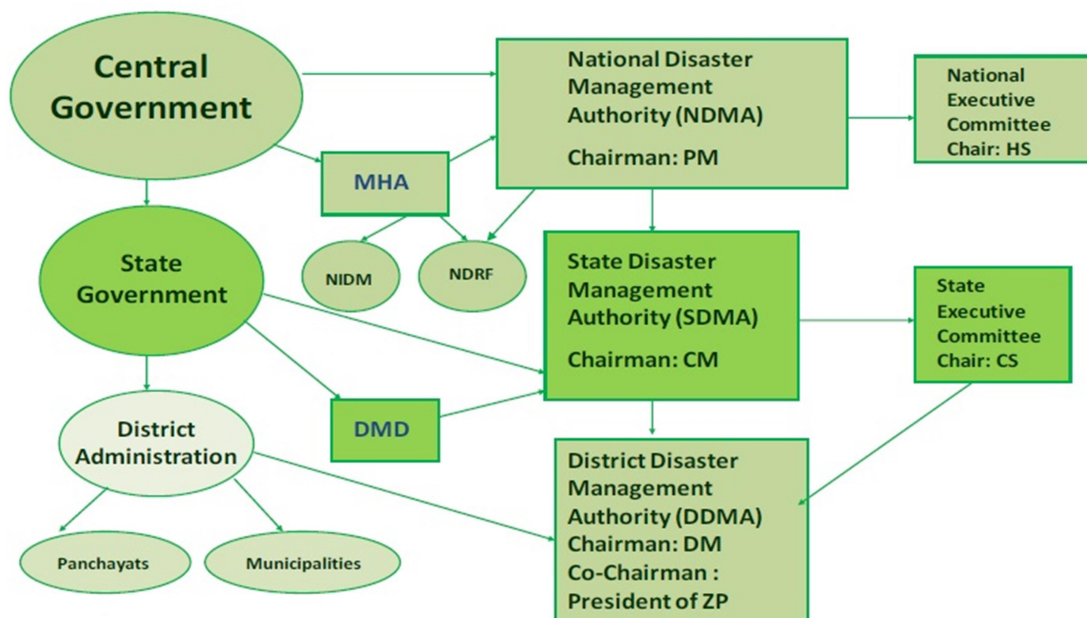 Central
Government
National Disaster
Management
Authority (NDMA)
Chairman: PM
National
Executive
Committee
Chair: HS
MHA
NIDM
NDRF
State
Government
State Disaster
Management
Authority (SDMA)
Chairman: CM
State
Executive
Committee
Chair: CS
DMD
District
Administration
District Disaster
Management
Authority (DDMA)
Chairman: DM
Co-Chairman :
President of ZP
Panchayats
Municipalities